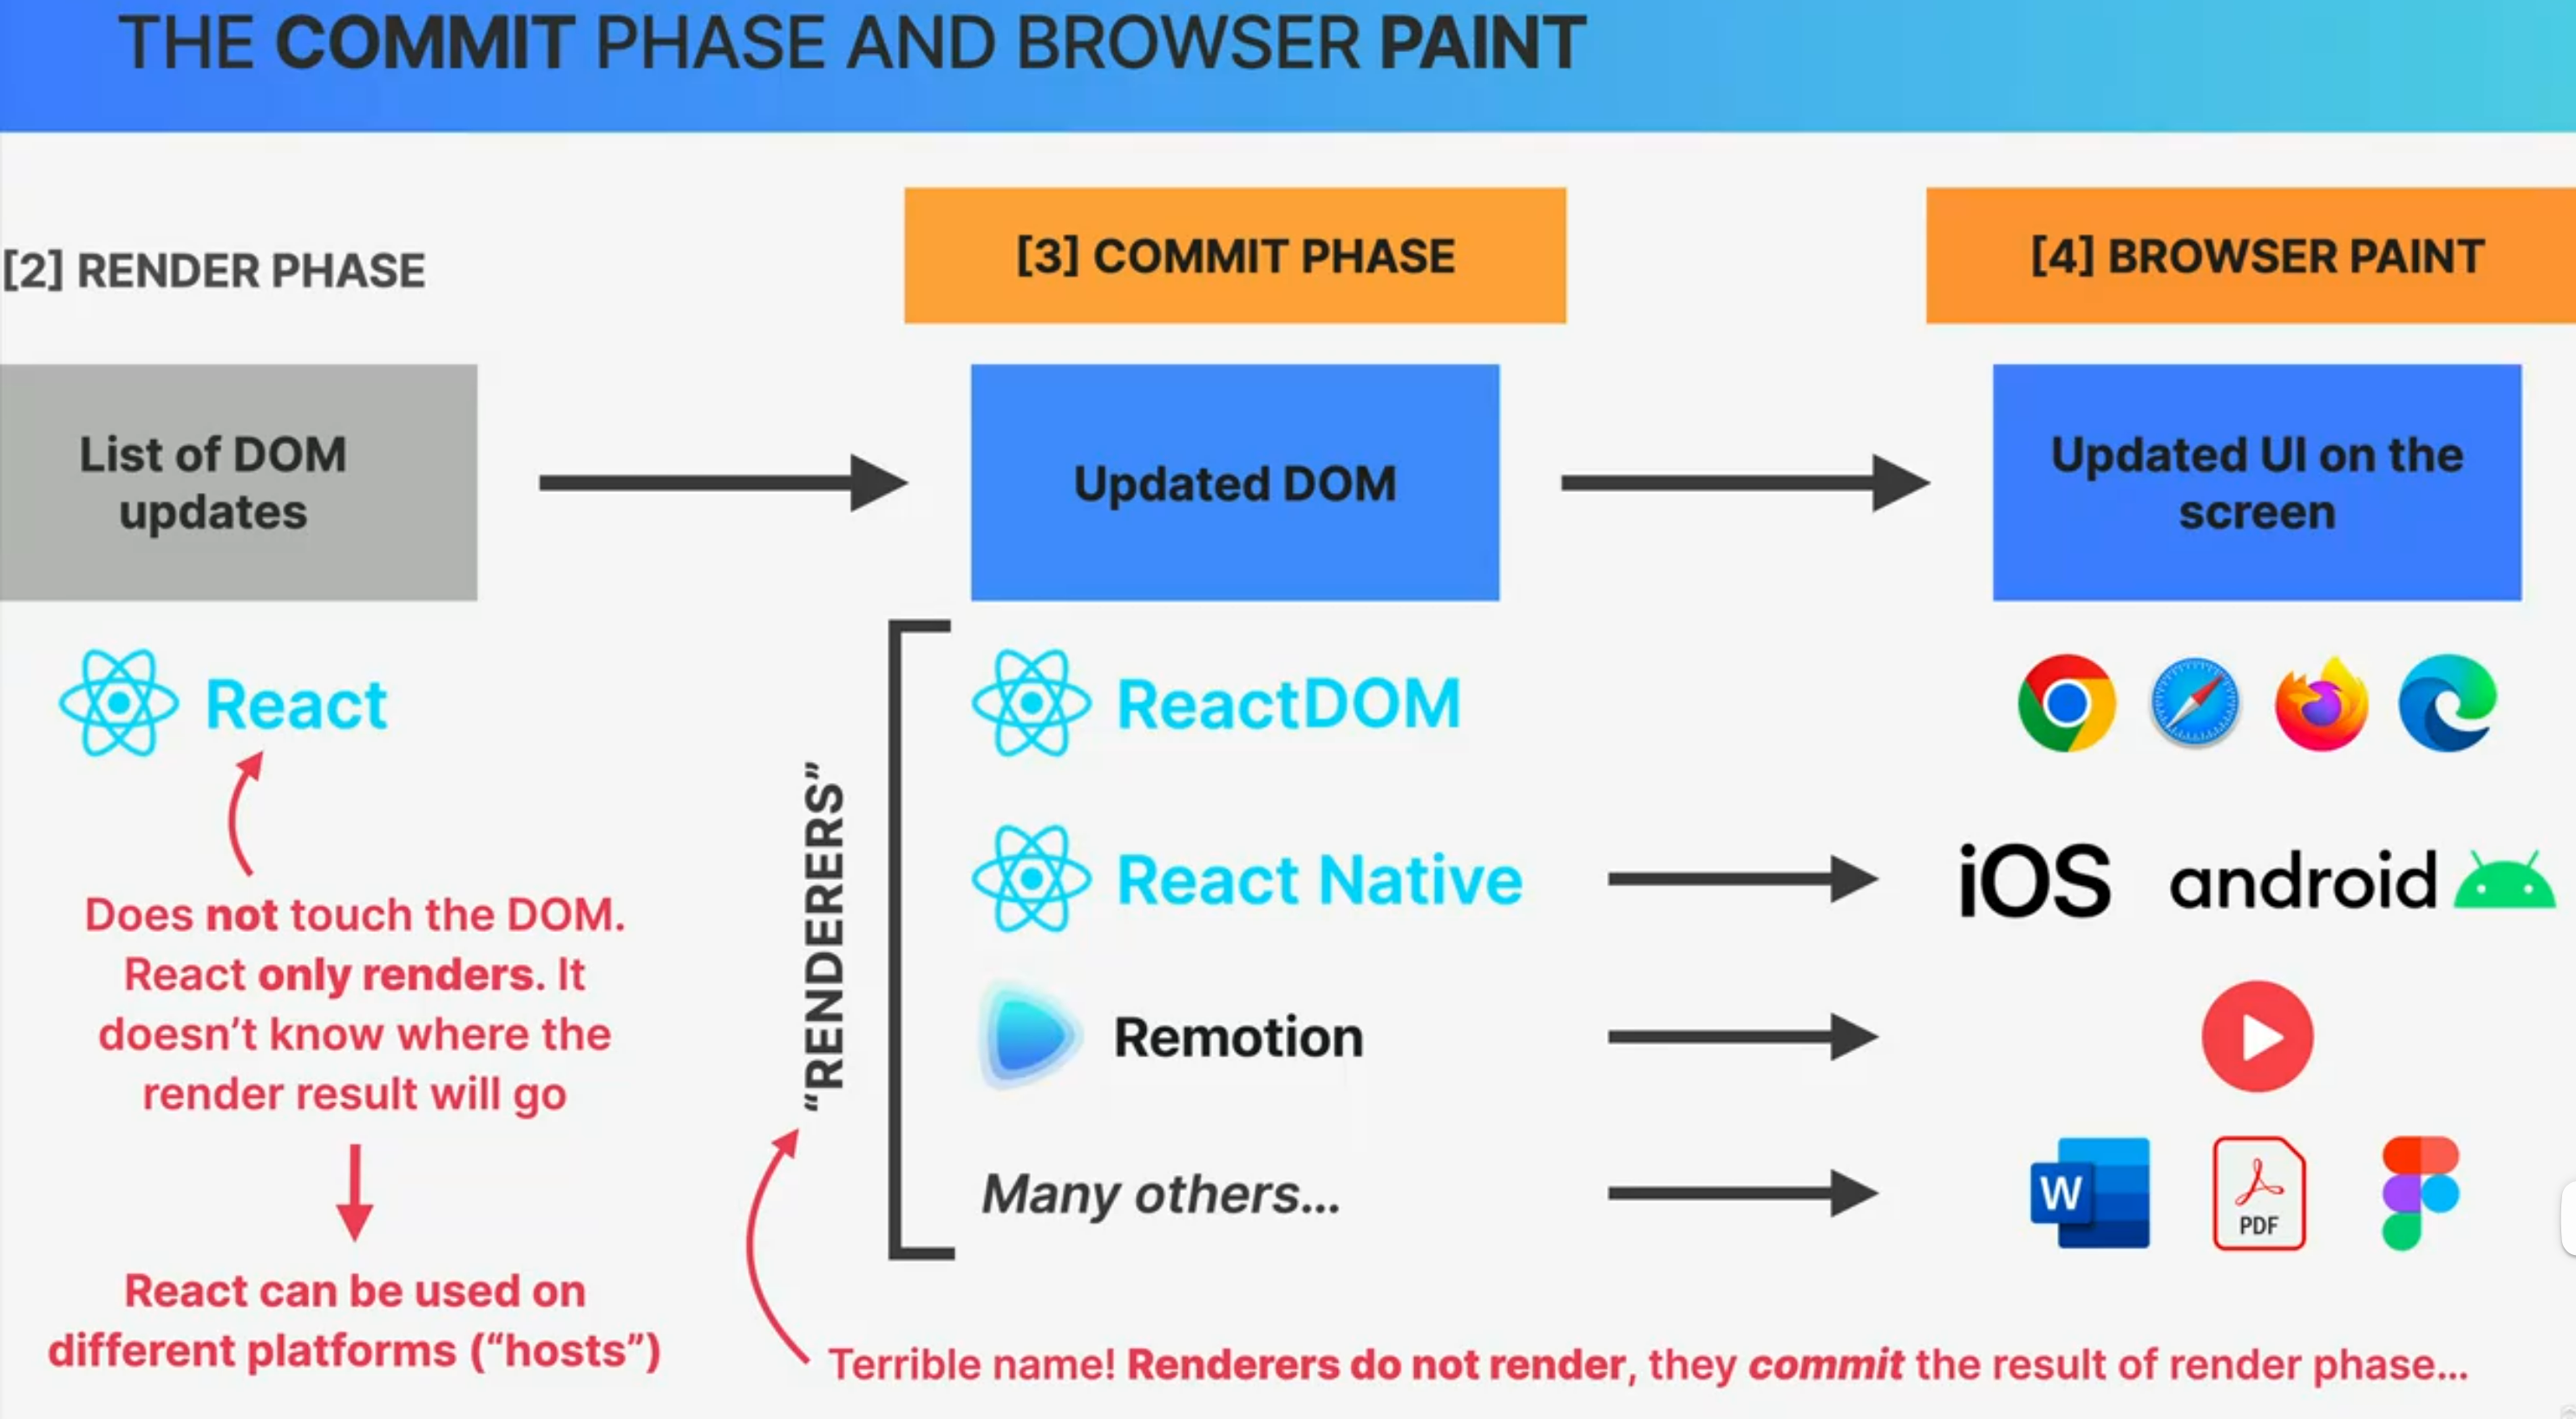 THE COMMIT PHASE AND BROWSER PAINT
[2] RENDER PHASE
[3] COMMIT PHASE
[4] BROWSER PAINT
List of DOM
updates
Updated DOM
Updated UI on the
screen
React
ReactDOM
React Native
iOS
android
Remotion
Many others…
W
PDF
“RENDERERS”
Does not touch the DOM.
React only renders. It
doesn’t know where the
render result will go
React can be used on
different platforms (“hosts”)
Terrible name! Renderers do not render, they commit the result of render phase…